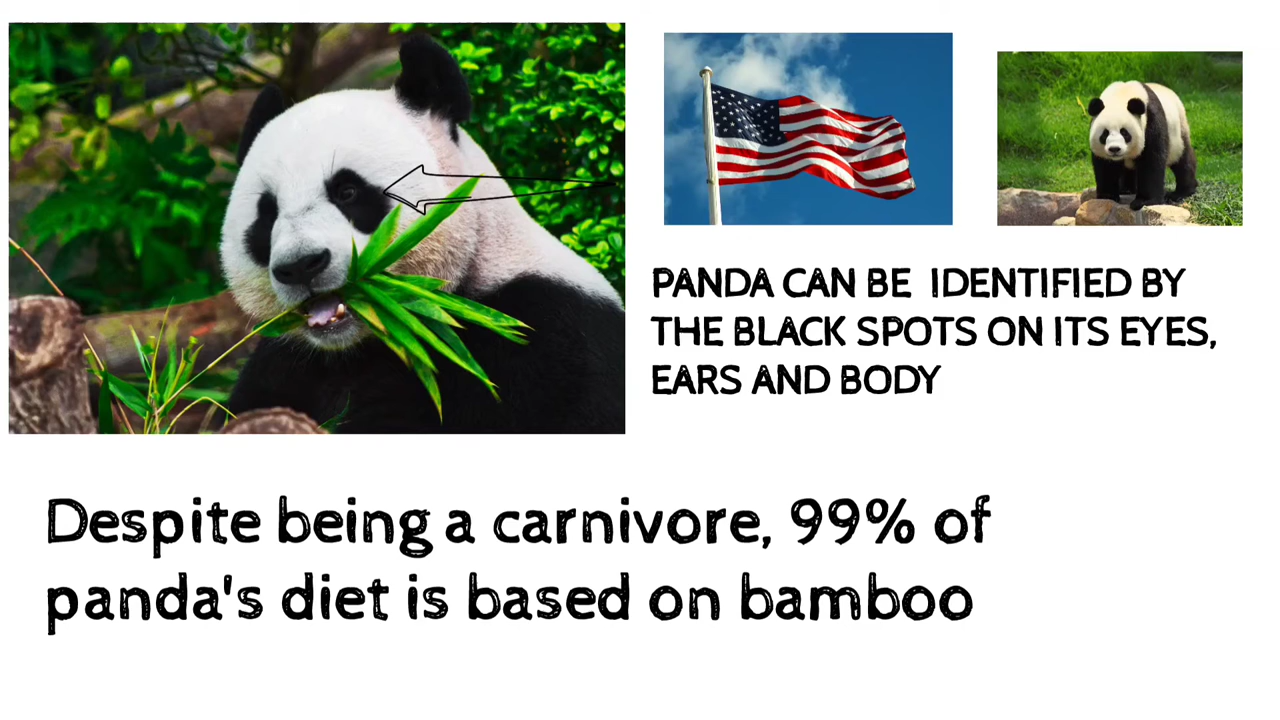 PANDA CAN BE IDENTIFIED BY
THE BLACK SPOTS ON ITS EYES,
EARS AND BODY
Despite being a carnivore, 99% of
panda's diet is based on bamboo